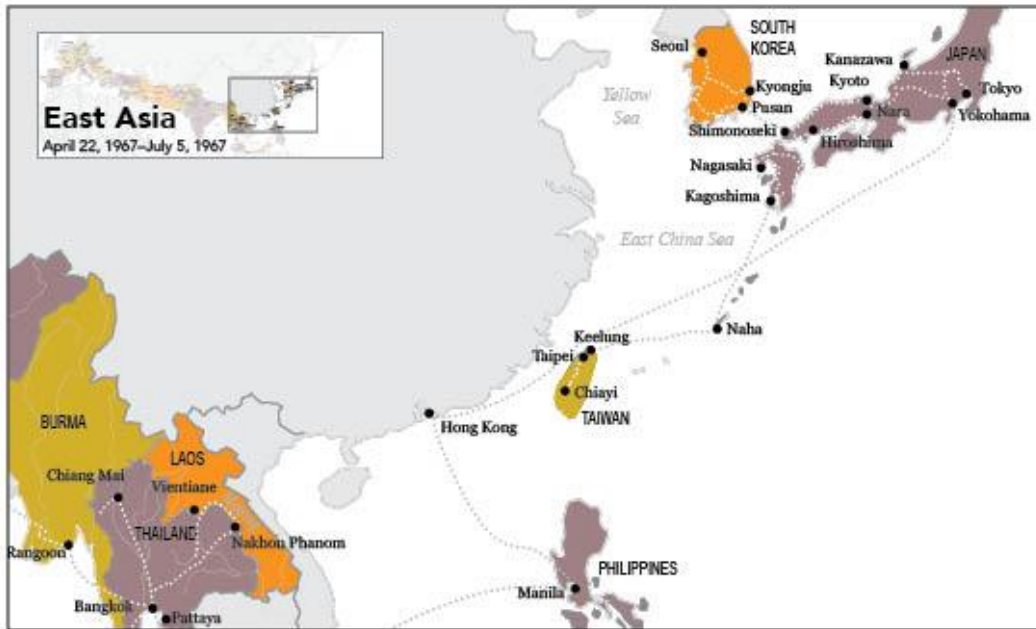 East Asia
April 22, 1967–July 5, 1967
SOUTH
KOREA
Seoul
Kyongju
Pusan
Yellow
Sea
Kanazawa
JAPAN
Kyoto
Tokyo
Nara
Yokohama
Shimonoseki
Hiroshima
Nagasaki
Kagoshima
East China Sea
Naha
Keelung
Taipei
Chiayi
TAIWAN
Hong Kong
BURMA
LAOS
Chiang Mai
Vientiane
THAILAND
Nakhon Phanom
Rangoon
Bangkok
Pattaya
PHILIPPINES
Manila